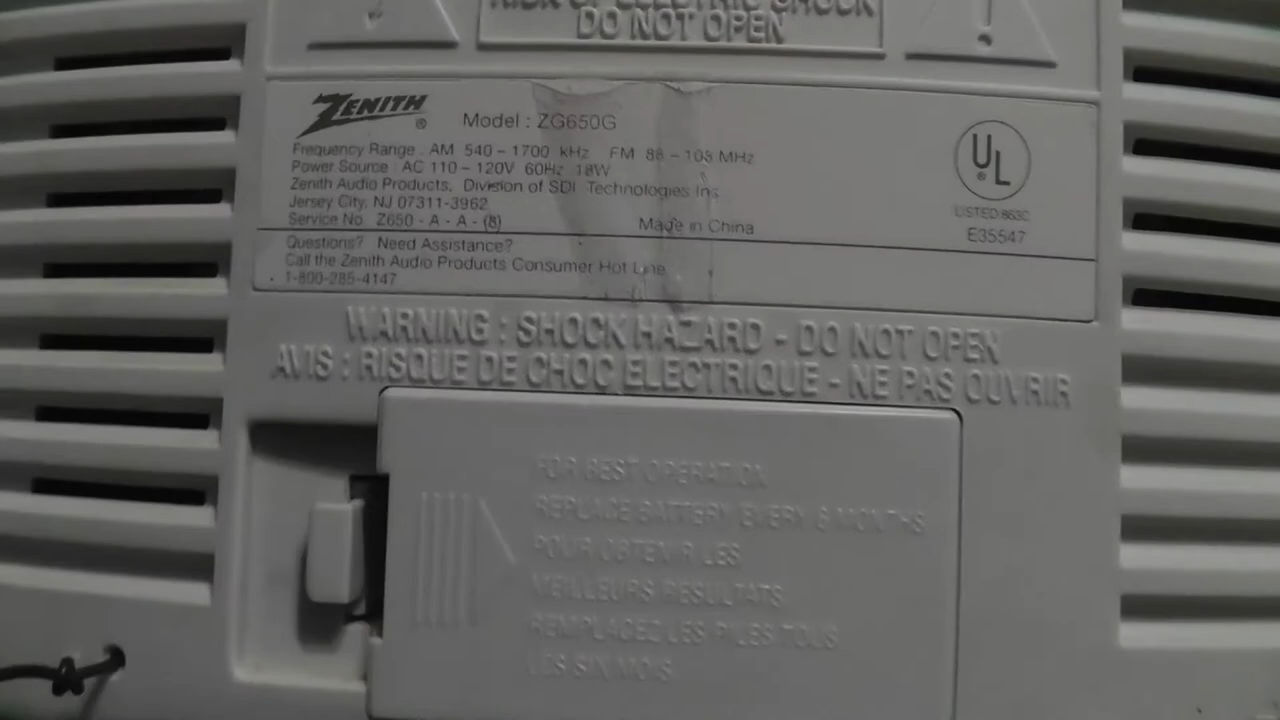 RISK OF ELECTRIC SHOCK
DO NOT OPEN
ZENITH ®
Model : ZG650G
Frequency Range : AM 540 - 1700 kHz FM 88 - 108 MHz
Power Source : AC 110 - 120V 60Hz 18W
Zenith Audio Products, Division of SDI Technologies Inc.
Jersey City, NJ 07311-3962
Service No. Z650 - A - A - (8)
Made in China
UL ®
LISTED 863C
E35547
Questions? Need Assistance?
Call the Zenith Audio Products Consumer Hot Line
1-800-285-4147
WARNING : SHOCK HAZARD - DO NOT OPEN
AVIS : RISQUE DE CHOC ELECTRIQUE - NE PAS OUVRIR
FOR BEST OPERATION
REPLACE BATTERY EVERY 6 MONTHS
POUR OBTENIR LES
MEILLEURS RESULTATS
REMPLACEZ LES PILES TOUS
LES SIX MOIS